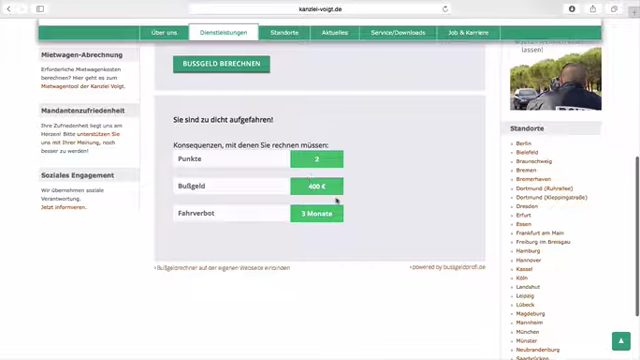 kanzlei-voigt.de
Über uns
Dienstleistungen
Standorte
Aktuelles
Service/Downloads
Job & Karriere
Mietwagen-Abrechnung
Erforderliche Mietwagenkosten
berechnen? Hier geht es zum
Mietwagentool der Kanzlei Voigt.
Mandantenzufriedenheit
Ihre Zufriedenheit liegt uns am
Herzen! Bitte unterstützen Sie
uns mit Ihrer Meinung, noch
besser zu werden!
Soziales Engagement
Wir übernehmen soziale
Verantwortung.
Jetzt informieren.
BUSSGELD BERECHNEN
Sie sind zu dicht aufgefahren!
Konsequenzen, mit denen Sie rechnen müssen:
Punkte 2
Bußgeld 400 €
Fahrverbot 3 Monate
Bußgeldrechner auf der eigenen Webseite einbinden
powered by bussgeldprofi.de
lassen!
Standorte
Berlin
Bielefeld
Braunschweig
Bremen
Bremerhaven
Dortmund (Ruhrallee)
Dortmund (Kleppingstraße)
Dresden
Erfurt
Essen
Frankfurt am Main
Freiburg im Breisgau
Hamburg
Hannover
Kassel
Köln
Landshut
Leipzig
Lübeck
Magdeburg
Mannheim
München
Münster
Neubrandenburg
Saarbrücken